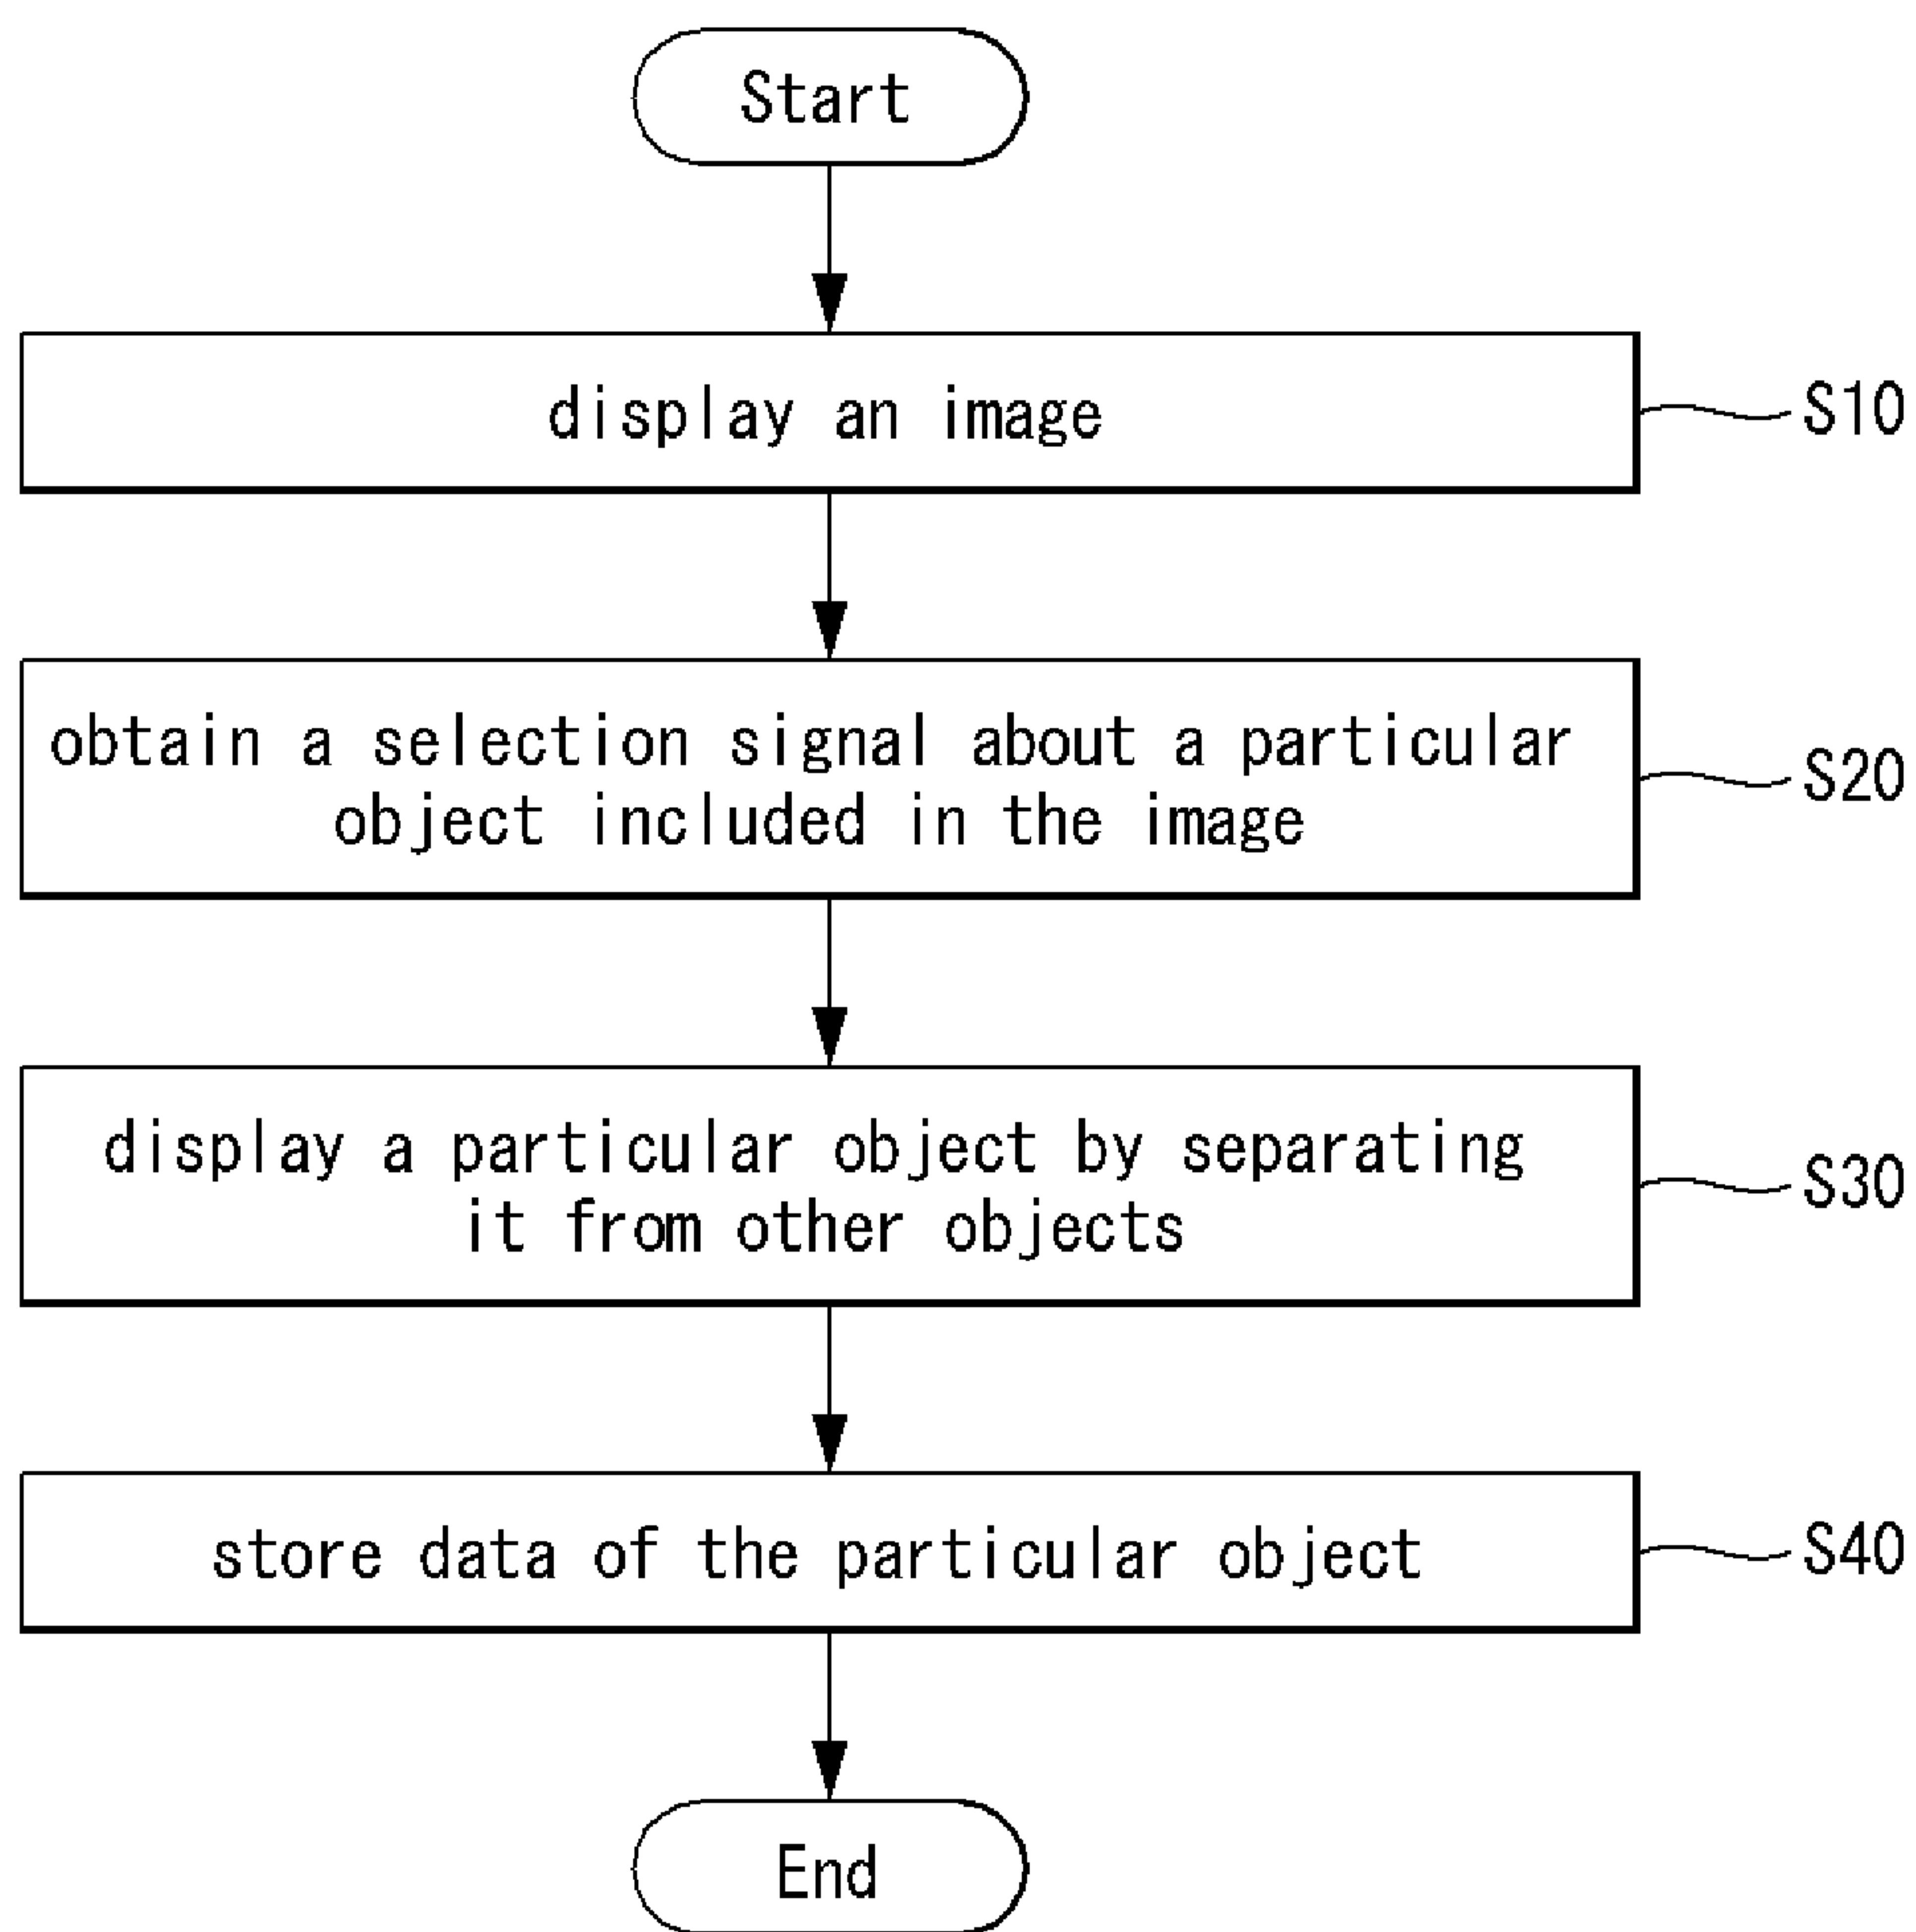 Start
display an image
S10
obtain a selection signal about a particular
object included in the image
S20
display a particular object by separating
it from other objects
S30
store data of the particular object
S40
End